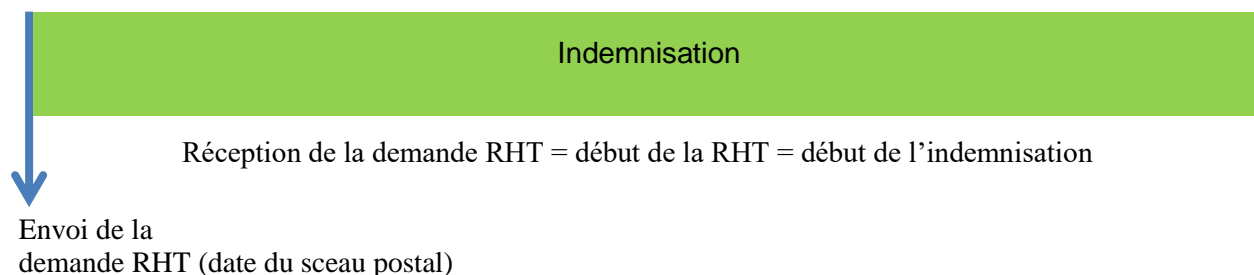 Indemnisation
Réception de la demande RHT = début de la RHT = début de l’indemnisation
Envoi de la
demande RHT (date du sceau postal)